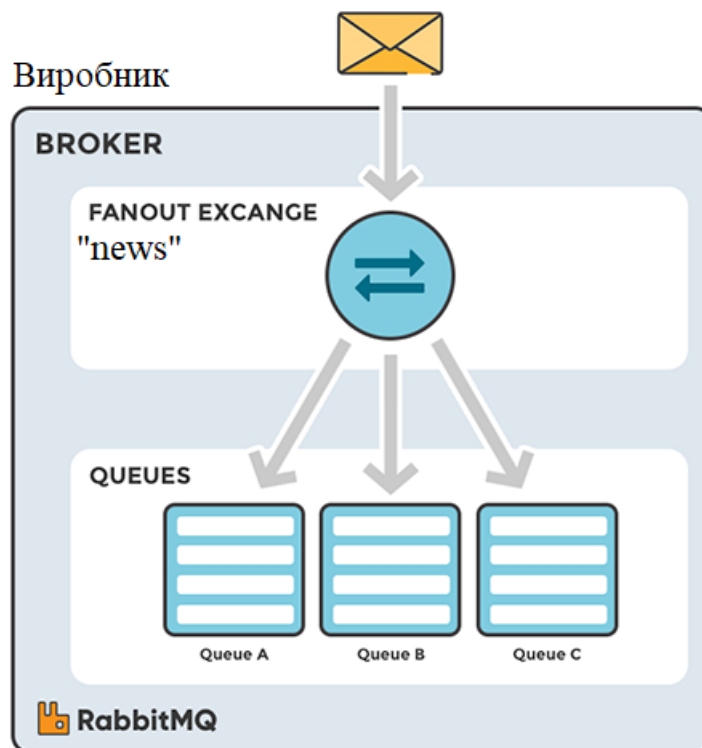 Виробник
BROKER
FANOUT EXCANGE
"news"
QUEUES
Queue A
Queue B
Queue C
RabbitMQ